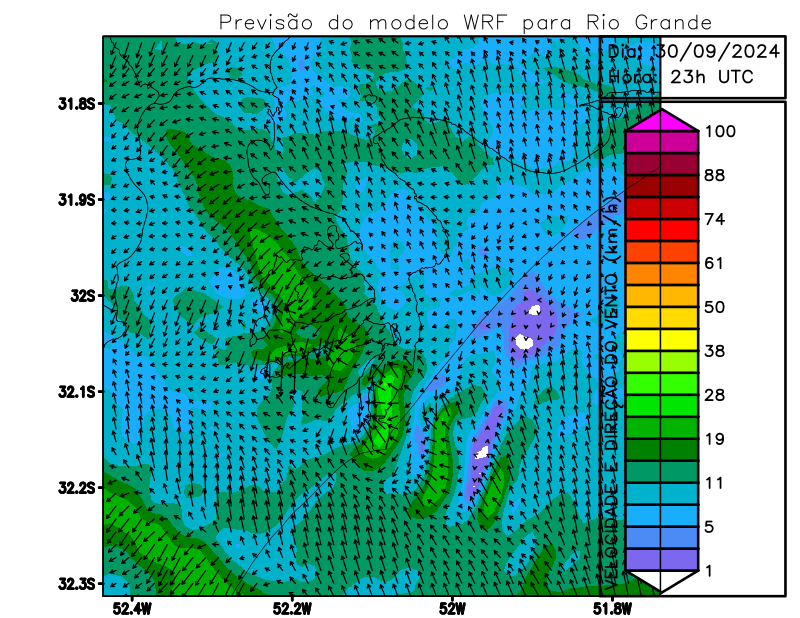 Previsão do modelo WRF para Rio Grande
Dia: 30/09/2024
Hora: 23h UTC
31.8S
31.9S
32S
32.1S
32.2S
32.3S
52.4W
52.2W
52W
51.8W
VELOCIDADE E DIREÇÃO DO VENTO (km/h)
100
88
74
61
50
38
28
19
11
5
1